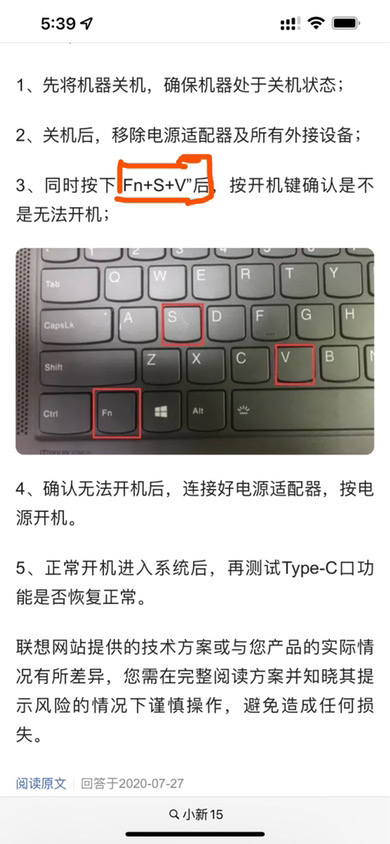 5:39
1、先将机器关机，确保机器处于关机状态；
2、关机后，移除电源适配器及所有外接设备；
3、同时按下“Fn+S+V”后，按开机键确认是不
是无法开机；
Tab
Q
W
E
R
T
Y
CapsLk
A
S
D
F
G
H
Shift
Z
X
C
V
B
Ctrl
Fn
Alt
4、确认无法开机后，连接好电源适配器，按电
源开机。
5、正常开机进入系统后，再测试Type-C口功
能是否恢复正常。
联想网站提供的技术方案或与您产品的实际情
况有所差异，您需在完整阅读方案并知晓其提
示风险的情况下谨慎操作，避免造成任何损
失。
阅读原文 回答于2020-07-27
小新15